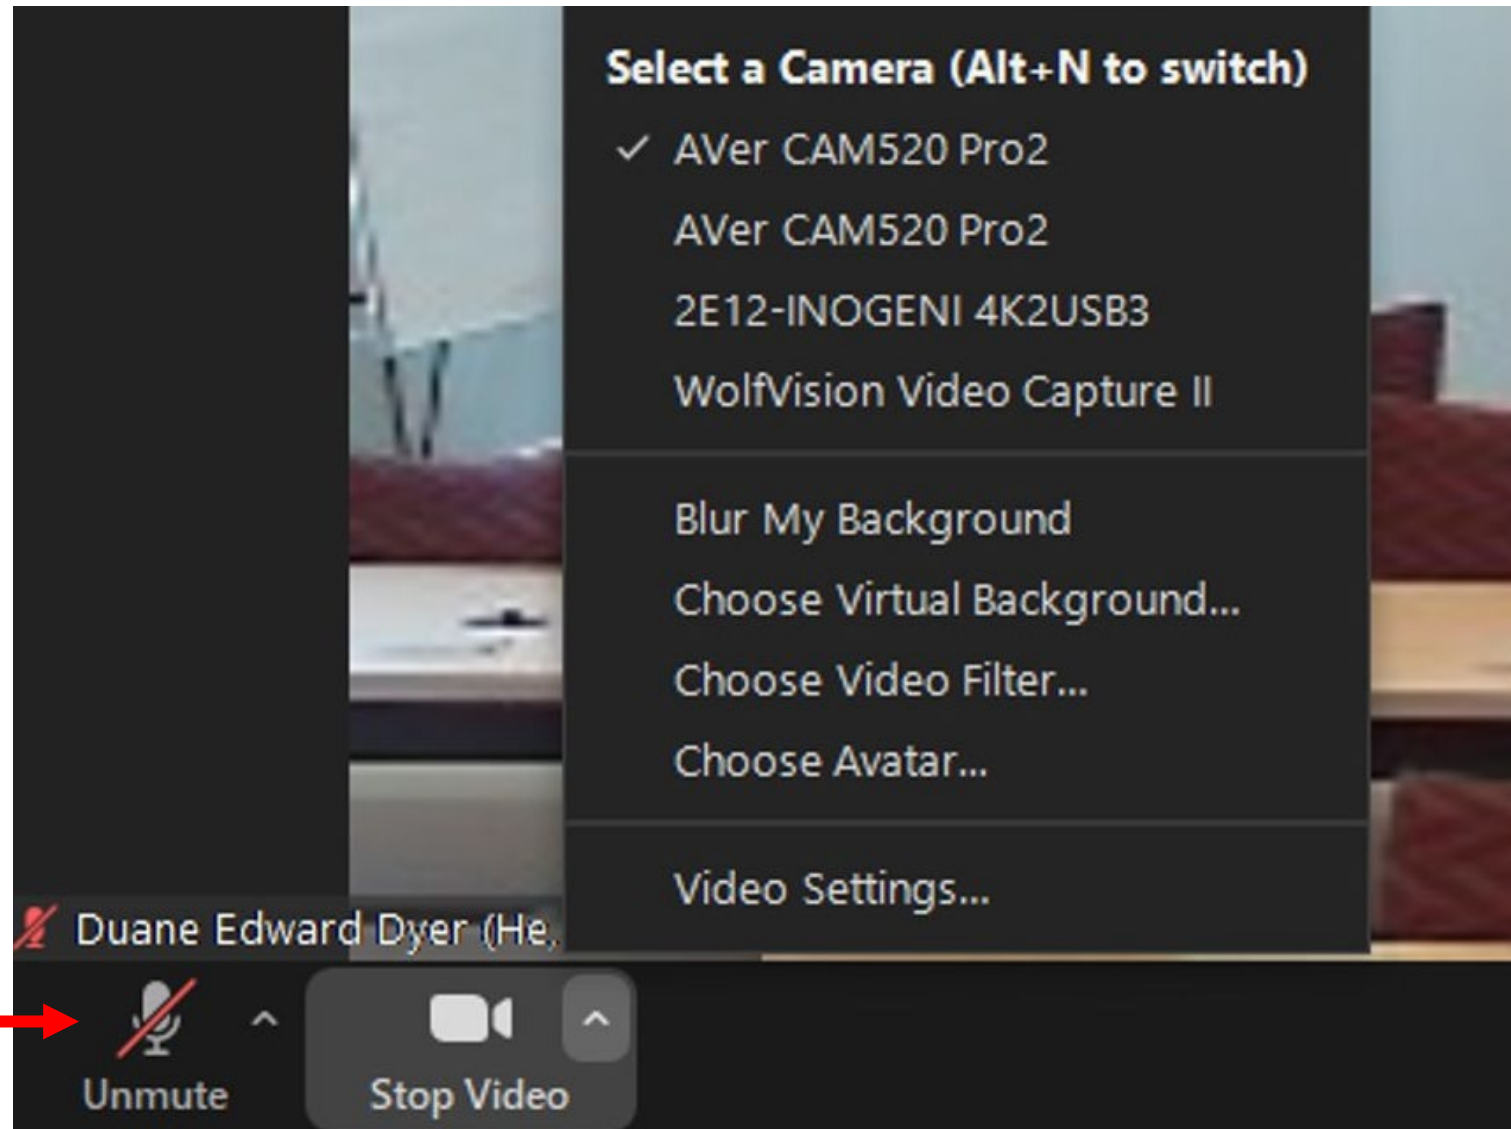 Select a Camera (Alt+N to switch)
AVer CAM520 Pro2
AVer CAM520 Pro2
2E12-INOGENI 4K2USB3
WolfVision Video Capture II
Blur My Background
Choose Virtual Background...
Choose Video Filter...
Choose Avatar...
Video Settings...
Duane Edward Dyer (He,
Unmute
Stop Video